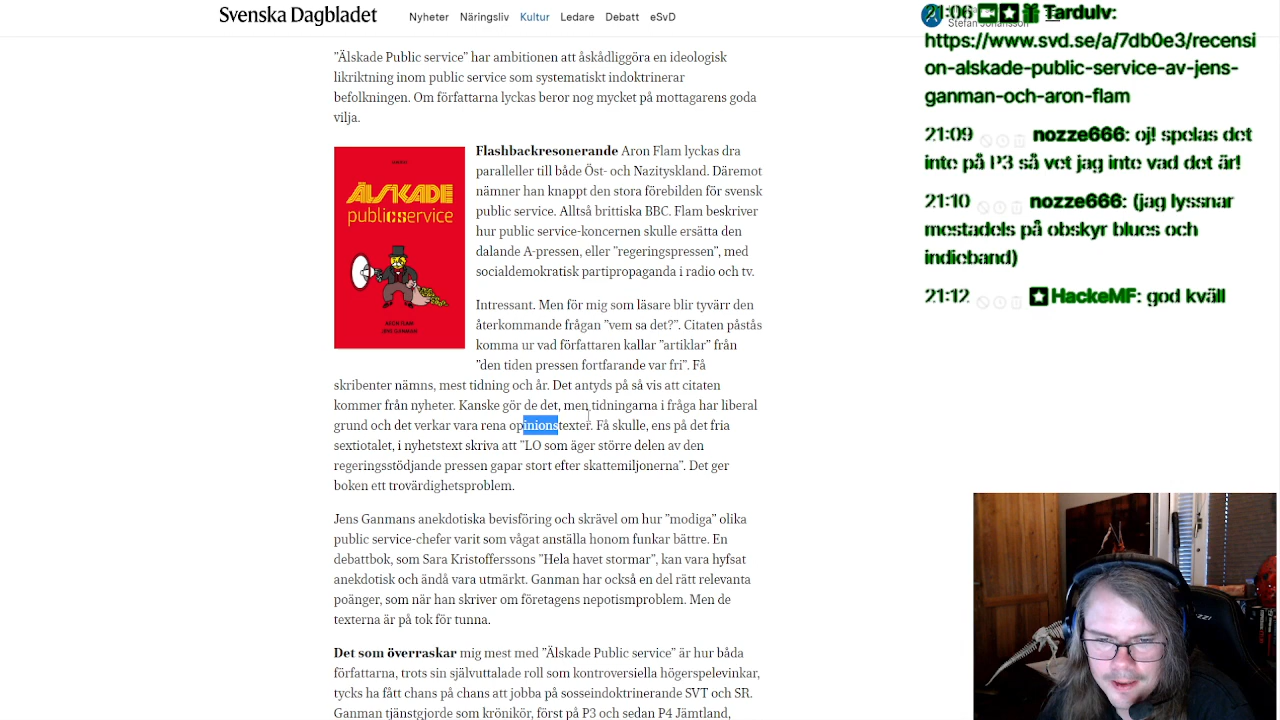 Svenska Dagbladet
Nyheter Näringsliv Kultur Ledare Debatt eSvD
Stefan Johansson
"Älskade Public service" har ambitionen att åskådliggöra en ideologisk
likriktning inom public service som systematiskt indoktrinerar
befolkningen. Om författarna lyckas beror nog mycket på mottagarens goda
vilja.
ÄLSKADE
publicservice
ARON FLAM
JENS GANMAN
Flashbackresonerande Aron Flam lyckas dra
paralleller till både Öst- och Nazityskland. Däremot
nämner han knappt den stora förebilden för svensk
public service. Alltså brittiska BBC. Flam beskriver
hur public service-koncernen skulle ersätta den
dalande A-pressen, eller "regeringspressen", med
socialdemokratisk partipropaganda i radio och tv.
Intressant. Men för mig som läsare blir tyvärr den
återkommande frågan "vem sa det?". Citaten påstås
komma ur vad författaren kallar "artiklar" från
"den tiden pressen fortfarande var fri". Få
skribenter nämns, mest tidning och år. Det antyds på så vis att citaten
kommer från nyheter. Kanske gör de det, men tidningarna i fråga har liberal
grund och det verkar vara rena opinionstexter. Få skulle, ens på det fria
sextiotalet, i nyhetstext skriva att "LO som äger större delen av den
regeringsstödjande pressen gapar stort efter skattemiljonerna". Det ger
boken ett trovärdighetsproblem.
Jens Ganmans anekdotiska bevisföring och skrävel om hur "modiga" olika
public service-chefer varit som vågat anställa honom funkar bättre. En
debattbok, som Sara Kristofferssons "Hela havet stormar", kan vara hyfsat
anekdotisk och ändå vara utmärkt. Ganman har också en del rätt relevanta
poänger, som när han skriver om företagens nepotismproblem. Men de
texterna är på tok för tunna.
Det som överraskar mig mest med "Älskade Public service" är hur båda
författarna, trots sin självuttalade roll som kontroversiella högerspelevinkar,
tycks ha fått chans på chans att jobba på sosseindoktrinerande SVT och SR.
Ganman tjänstgjorde som krönikör, först på P3 och sedan P4 Jämtland,
21:06 Tardulv:
https://www.svd.se/a/7db0e3/recensi
on-alskade-public-service-av-jens-
ganman-och-aron-flam
21:09 nozze666: oj! spelas det
inte på P3 så vet jag inte vad det är!
21:10 nozze666: (jag lyssnar
mestadels på obskyr blues och
indieband)
21:12 HackeMF: god kväll